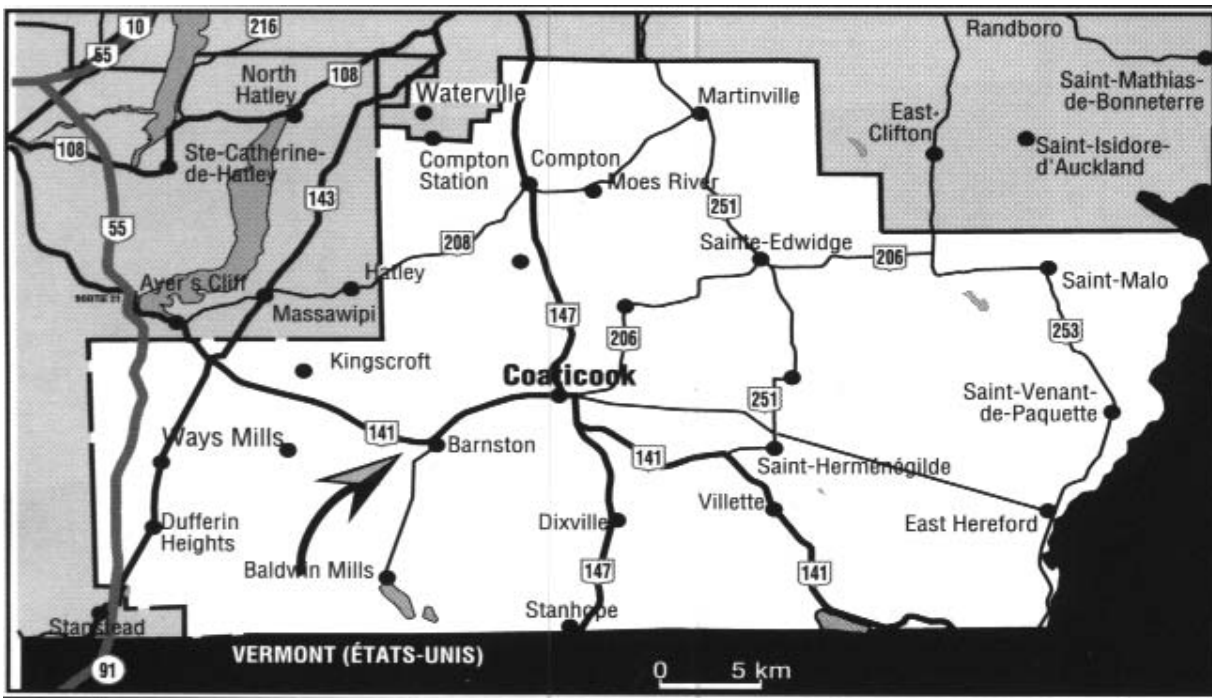 10
216
55
Randboro
North
Hatley
108
Waterville
Saint-Mathias-
de-Bonneterre
Martinville
East-
Clifton
108
Ste-Catherine-
de-Hatley
Compton
Station
Compton
Saint-Isidore-
d'Auckland
Moes River
143
251
55
208
Sainte-Edwidge
206
Hatley
Ayer's Cliff
SORTIE 21
Massawipi
Saint-Malo
147
206
253
Kingscroft
Coaticook
Saint-Venant-
de-Paquette
251
141
Ways Mills
Barnston
141
Saint-Herménégilde
Villette
Dufferin
Heights
Dixville
East Hereford
Baldwin Mills
147
141
Stanhope
Stanstead
VERMONT (ÉTATS-UNIS)
91
0 5 km